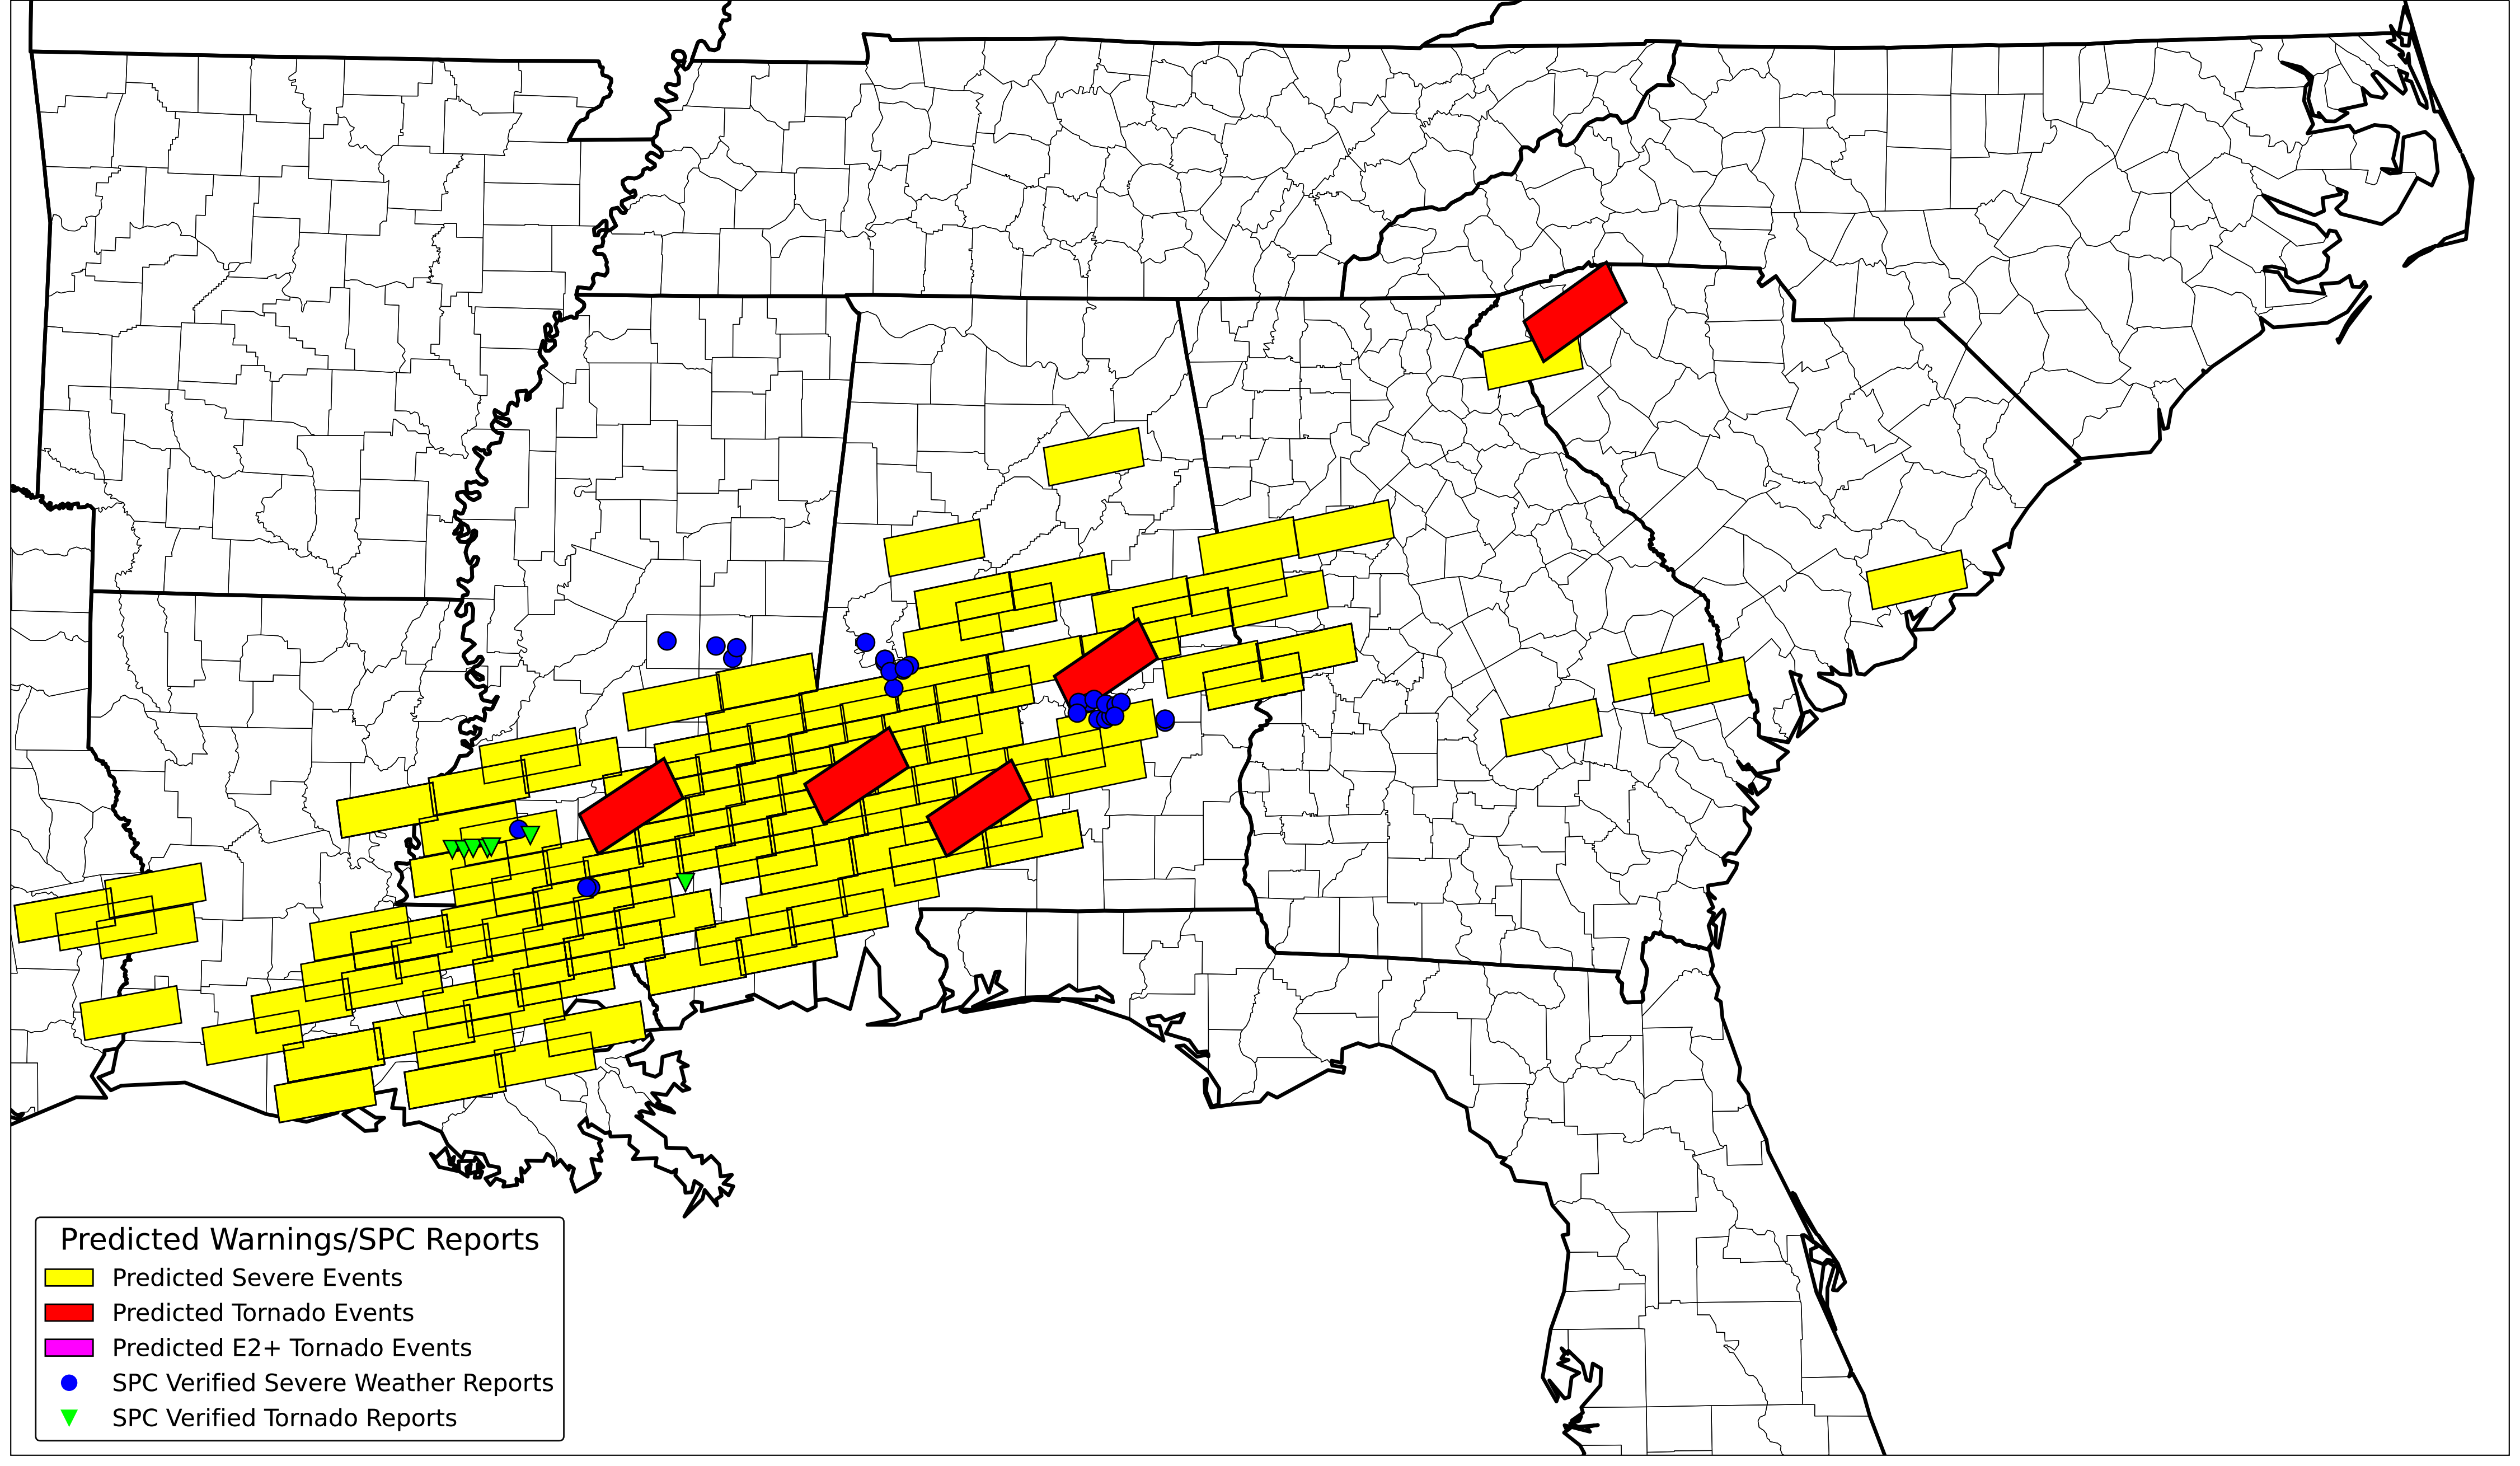 Predicted Warnings/SPC Reports
Predicted Severe Events
Predicted Tornado Events
Predicted E2+ Tornado Events
SPC Verified Severe Weather Reports
SPC Verified Tornado Reports